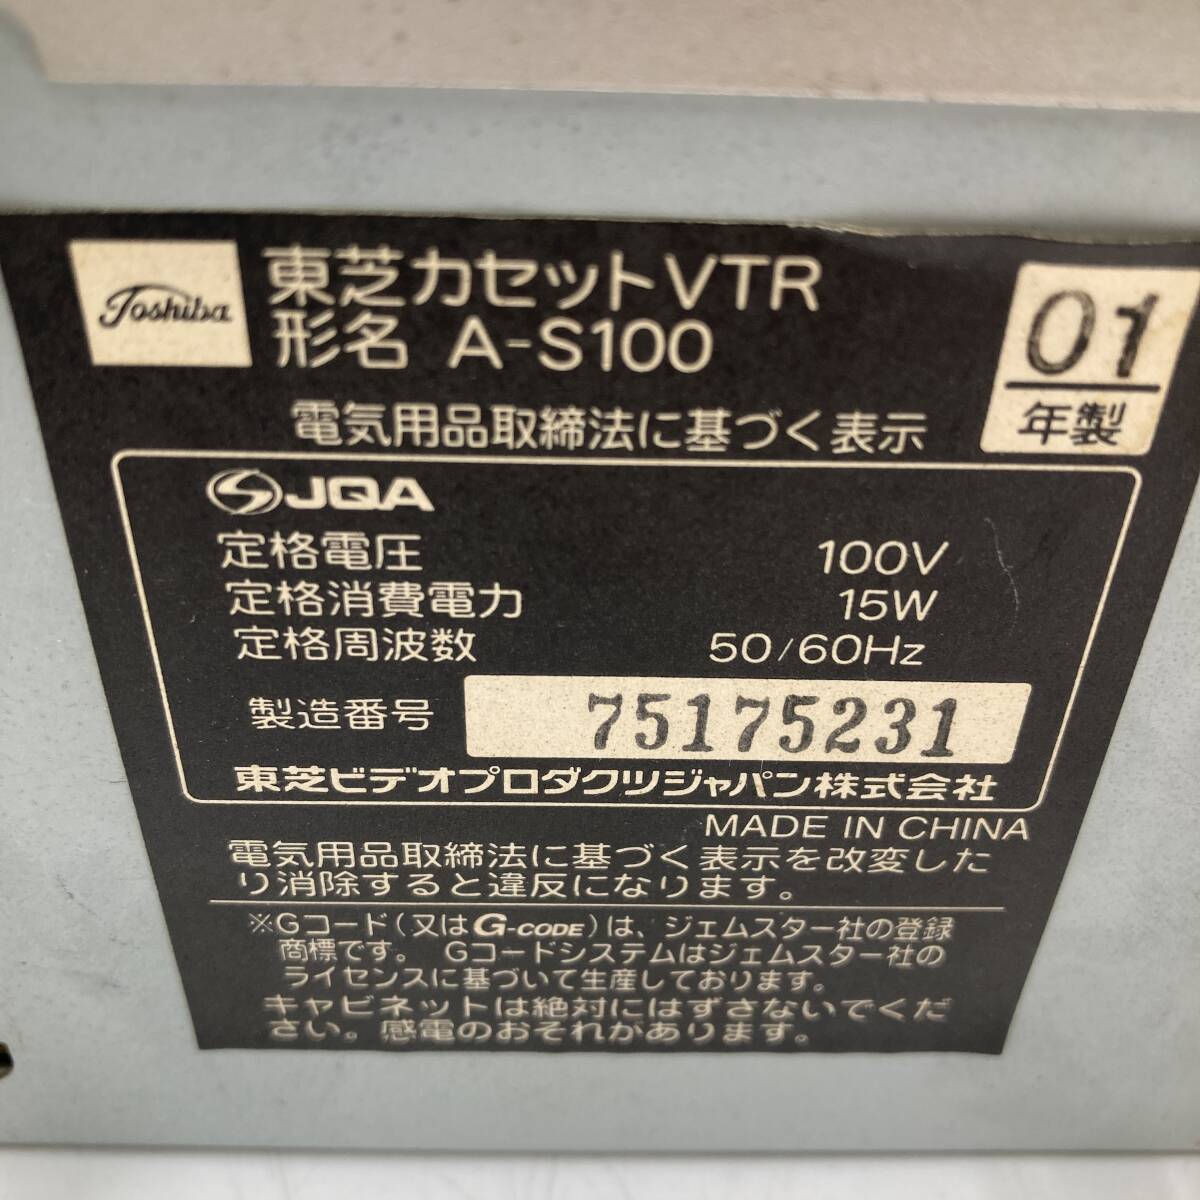 Toshiba
東芝カセットVTR
形名 A-S100
01
年製
電気用品取締法に基づく表示
JQA
定格電圧 100V
定格消費電力 15W
定格周波数 50/60Hz
製造番号 75175231
東芝ビデオプロダクツジャパン株式会社
MADE IN CHINA
電気用品取締法に基づく表示を改変した
り消除すると違反になります。
※Gコード(又はG-CODE)は、ジェムスター社の登録
商標です。 Gコードシステムはジェムスター社の
ライセンスに基づいて生産しております。
キャビネットは絶対にはずさないでくだ
さい。感電のおそれがあります。